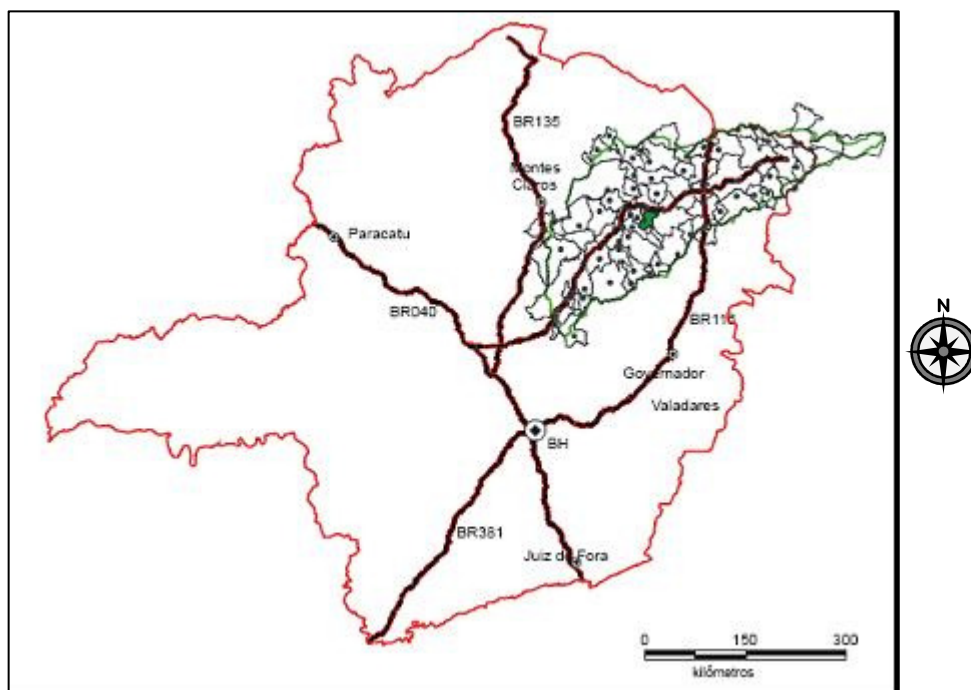 BR135
Montes
Claros
Paracatu
BR040
BR116
Governador
Valadares
BH
BR381
Juiz de Fora
N
0 150 300
kilômetros